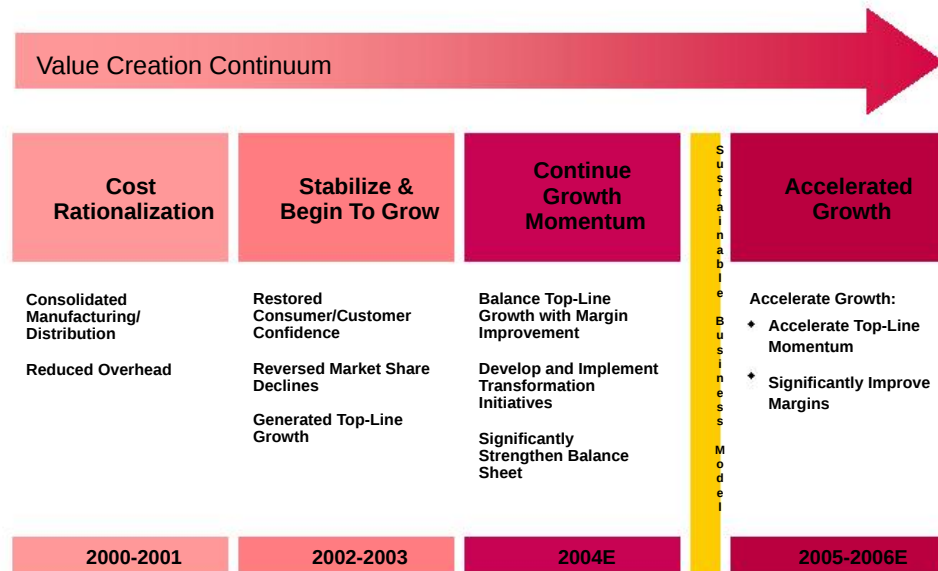 Value Creation Continuum
Cost
Rationalization
Stabilize &
Begin To Grow
Continue
Growth
Momentum
Sustainable Business Model
Accelerated
Growth
Consolidated
Manufacturing/
Distribution
Reduced Overhead
Restored
Consumer/Customer
Confidence
Reversed Market Share
Declines
Generated Top-Line
Growth
Balance Top-Line
Growth with Margin
Improvement
Develop and Implement
Transformation
Initiatives
Significantly
Strengthen Balance
Sheet
Accelerate Growth:
Accelerate Top-Line
Momentum
Significantly Improve
Margins
2000-2001
2002-2003
2004E
2005-2006E